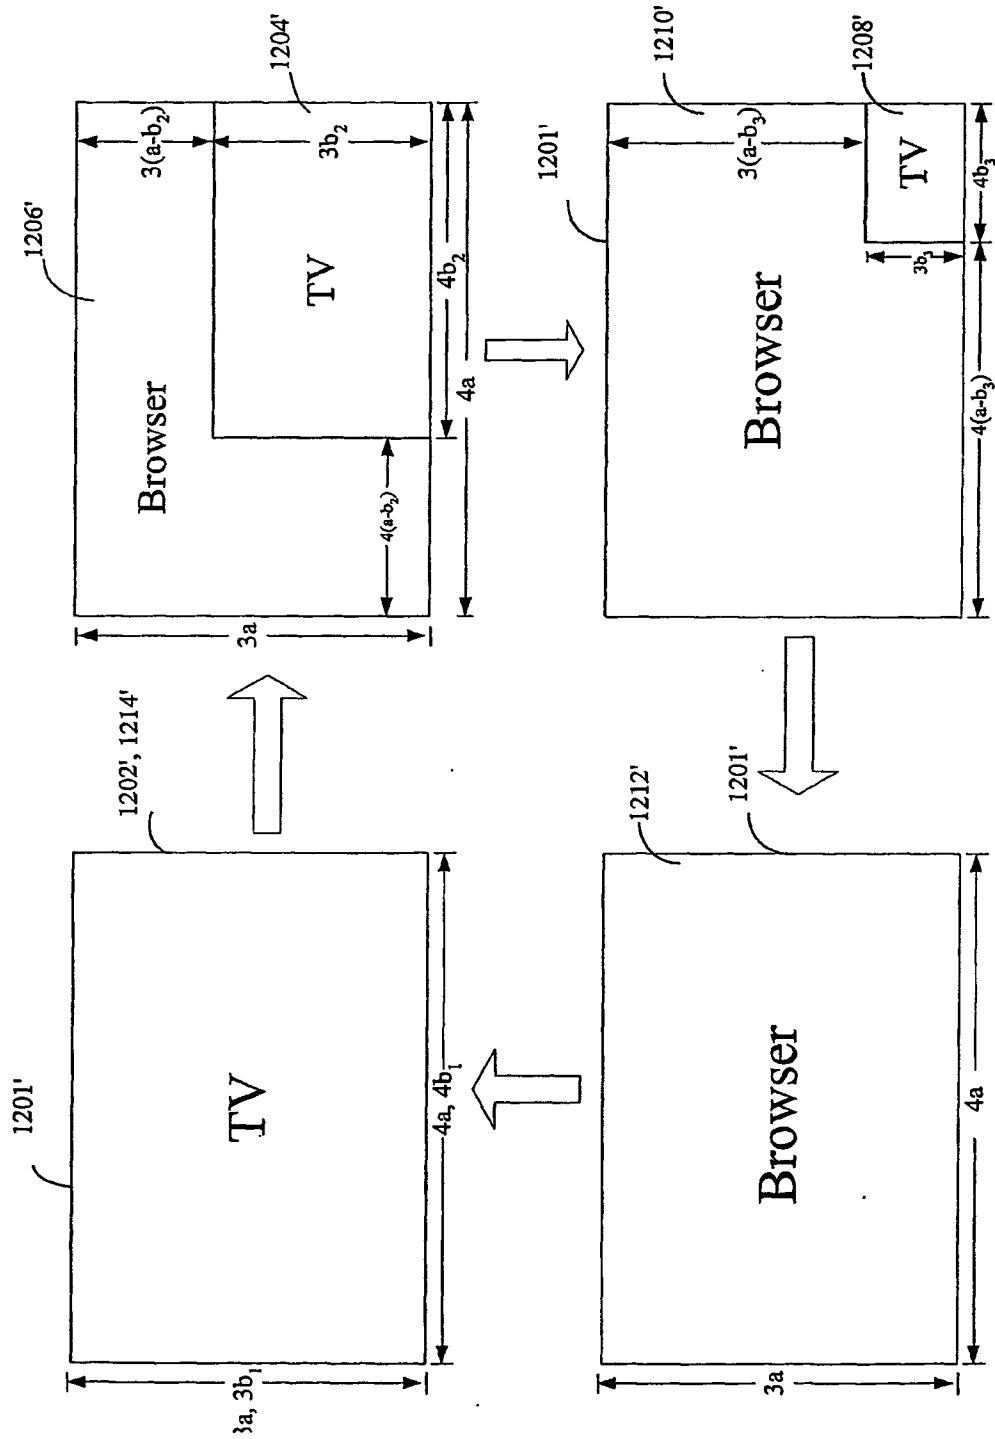 1201'
1202', 1214'
TV
3a, 3b₁
4a, 4b₁
1206'
1204'
Browser
TV
3(a-b₂)
3b₂
4b₂
4(a-b₂)
4a
3a
1201'
1210'
1208'
Browser
TV
3(a-b₃)
3b₃
4b₃
4(a-b₃)
1212'
1201'
Browser
4a
3a